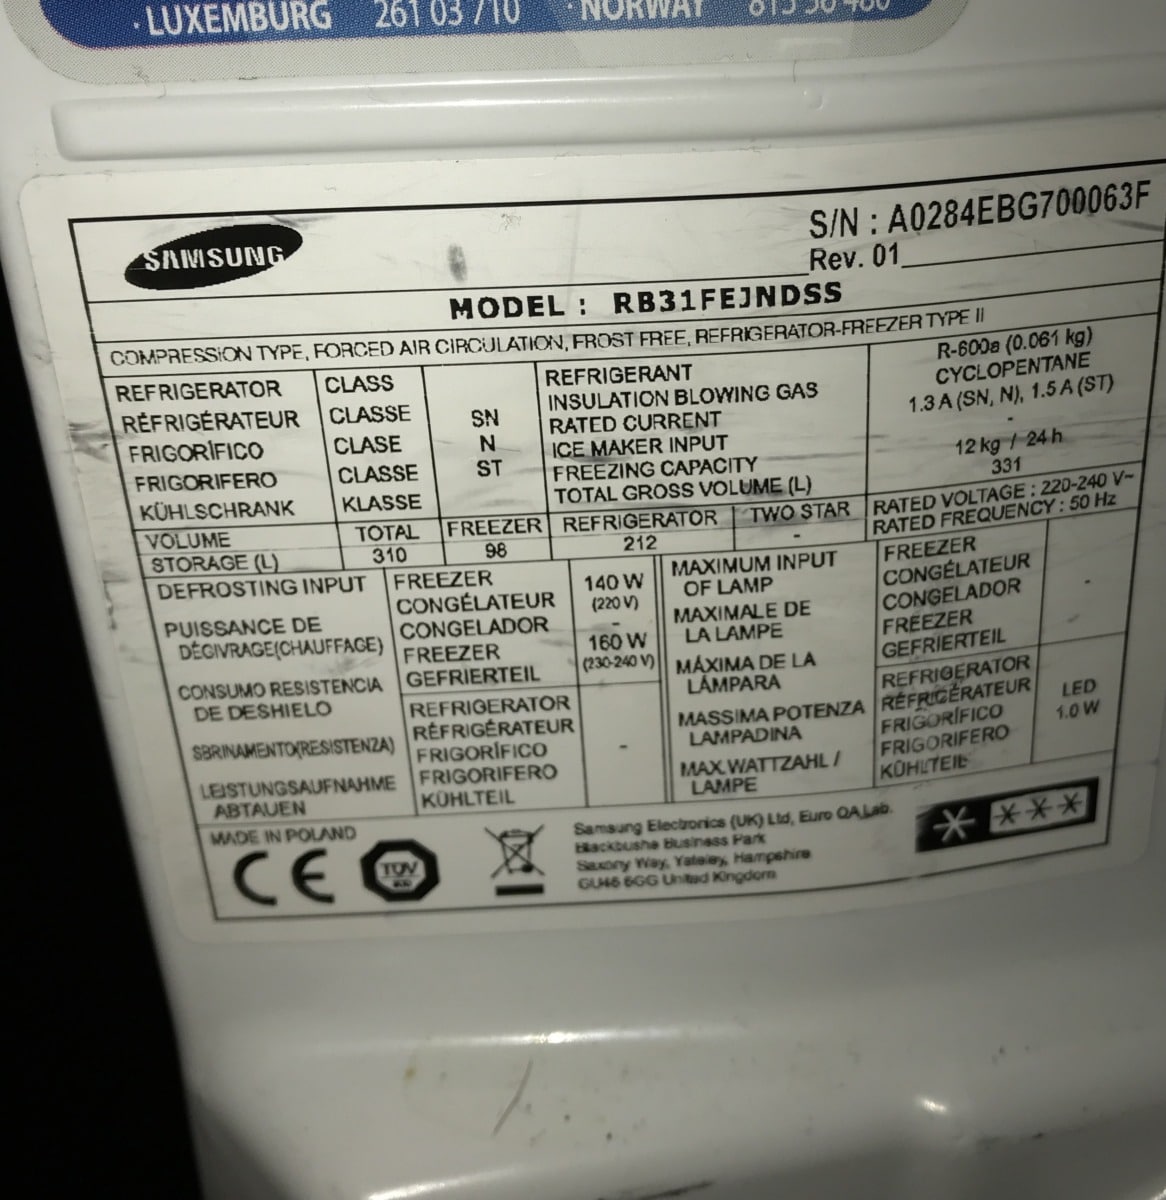 · LUXEMBURG 261 03 710 · NORWAY 815 56 480
SAMSUNG
S/N : A0284EBG700063F
Rev. 01
MODEL : RB31FEJNDSS
COMPRESSION TYPE, FORCED AIR CIRCULATION, FROST FREE, REFRIGERATOR-FREEZER TYPE II
REFRIGERATOR CLASS
RÉFRIGÉRATEUR CLASSE
FRIGORÍFICO CLASE
FRIGORIFERO CLASSE
KÜHLSCHRANK KLASSE
SN
N
ST
REFRIGERANT R-600a (0.061 kg)
INSULATION BLOWING GAS CYCLOPENTANE
RATED CURRENT 1.3 A (SN, N), 1.5 A (ST)
ICE MAKER INPUT -
FREEZING CAPACITY 12 kg / 24 h
TOTAL GROSS VOLUME (L) 331
VOLUME TOTAL FREEZER REFRIGERATOR TWO STAR
STORAGE (L) 310 98 212 -
RATED VOLTAGE : 220-240 V~
RATED FREQUENCY : 50 Hz
DEFROSTING INPUT
PUISSANCE DE
DÉGIVRAGE(CHAUFFAGE)
CONSUMO RESISTENCIA
DE DESHIELO
SBRINAMENTO(RESISTENZA)
LEISTUNGSAUFNAHME
ABTAUEN
FREEZER
CONGÉLATEUR
CONGELADOR
FREEZER
GEFRIERTEIL
140 W
(220 V)
-
160 W
(230-240 V)
REFRIGERATOR
RÉFRIGÉRATEUR
FRIGORÍFICO
FRIGORIFERO
KÜHLTEIL
-
MAXIMUM INPUT
OF LAMP
MAXIMALE DE
LA LAMPE
MÁXIMA DE LA
LÁMPARA
MASSIMA POTENZA
LAMPADINA
MAX.WATTZAHL /
LAMPE
FREEZER
CONGÉLATEUR
CONGELADOR
FREEZER
GEFRIERTEIL
-
REFRIGERATOR
RÉFRIGÉRATEUR
FRIGORÍFICO
FRIGORIFERO
KÜHLTEIL
LED
1.0 W
MADE IN POLAND
CE
TÜV
Samsung Electronics (UK) Ltd, Euro QA Lab.
Blackbushe Business Park
Saxony Way, Yateley, Hampshire
GU46 6GG United Kingdom